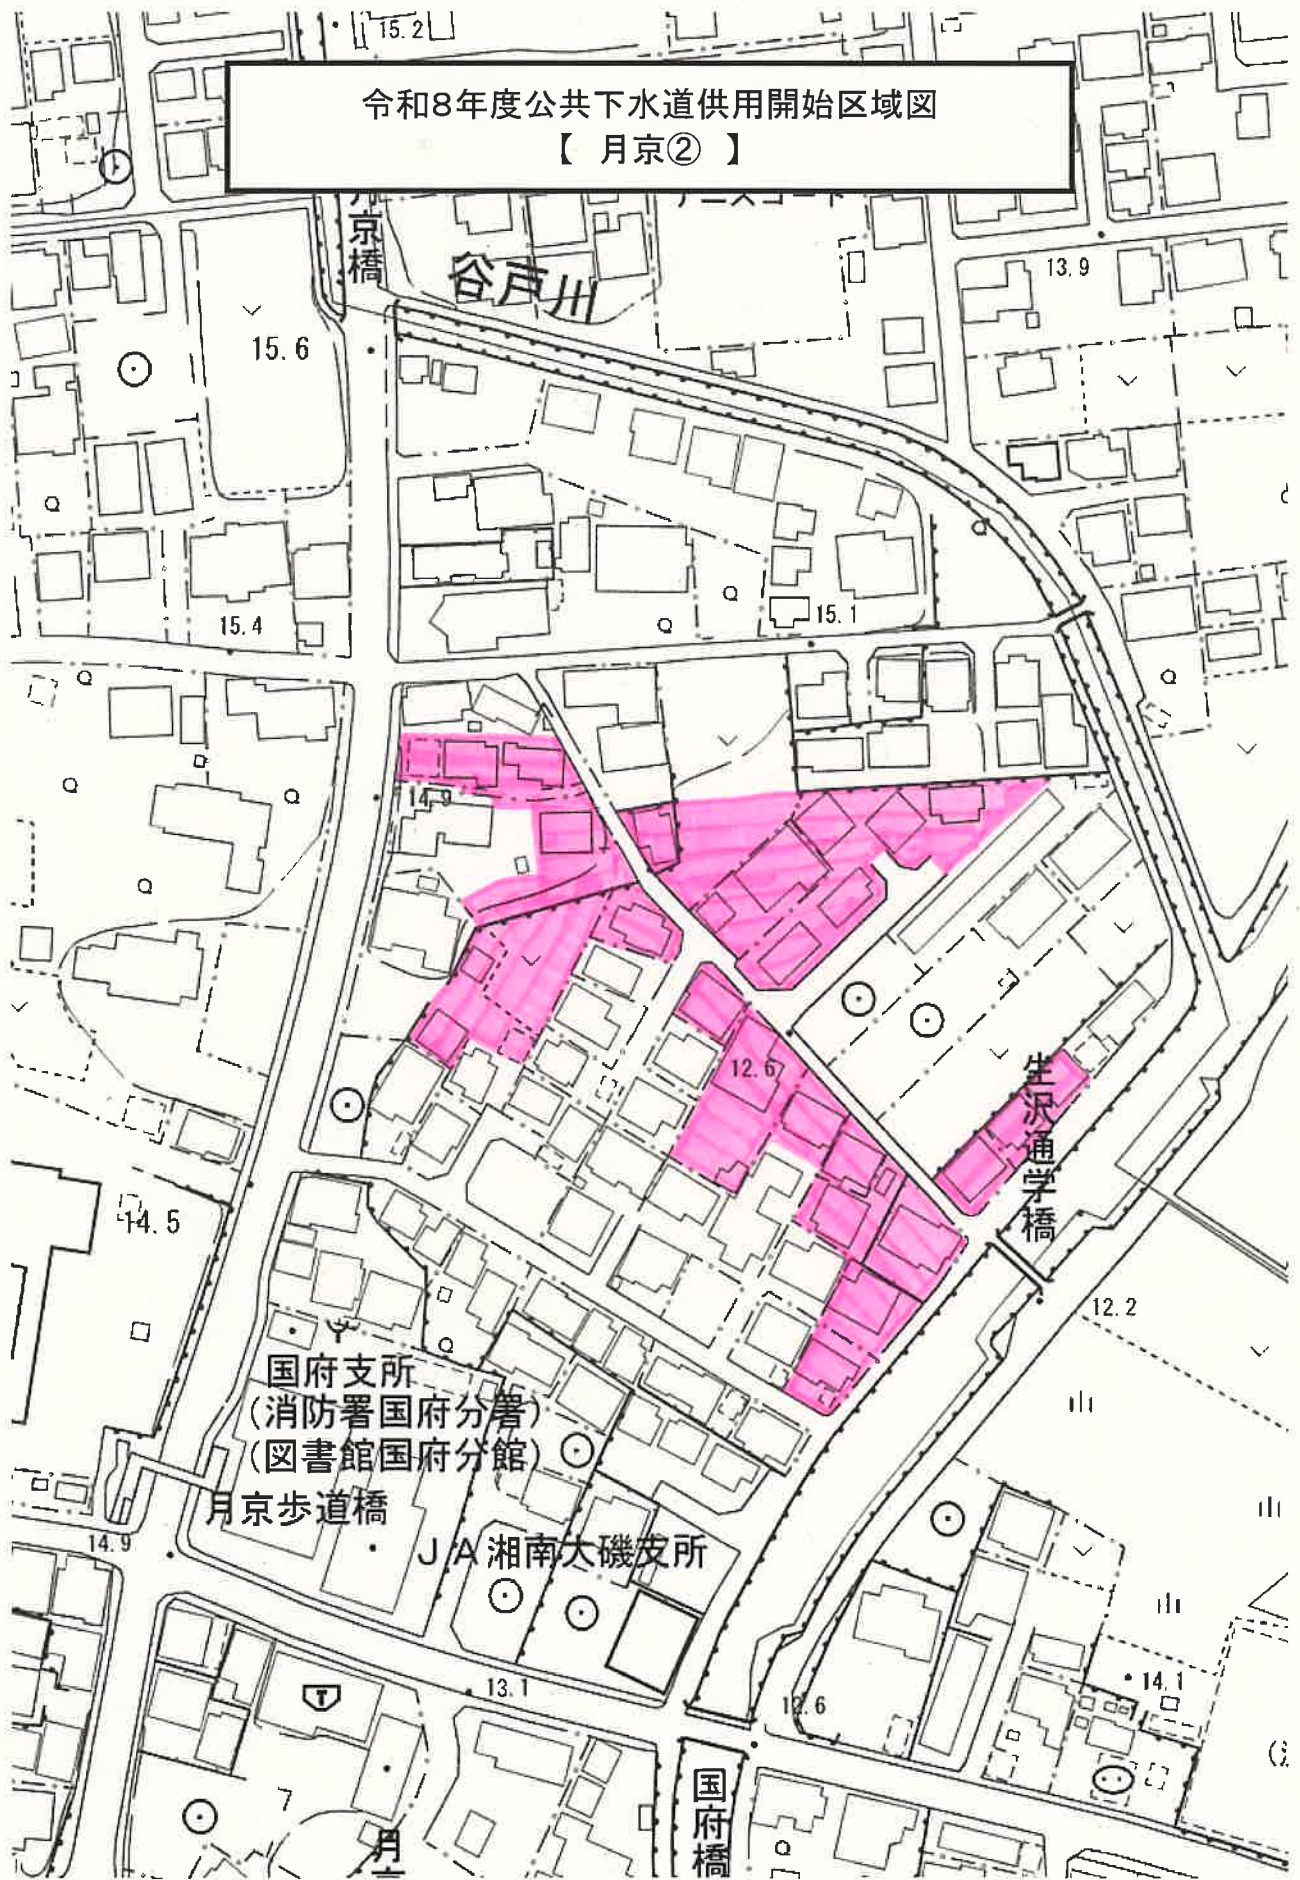 15.2
令和8年度公共下水道供用開始区域図
【 月京② 】
月京橋
谷戸川
13.9
15.6
15.4
15.1
14.9
12.6
生沢通学橋
14.5
12.2
国府支所
(消防署国府分署)
(図書館国府分館)
月京歩道橋
14.9
JA湘南大磯支所
13.1
12.6
14.1
国府橋
月